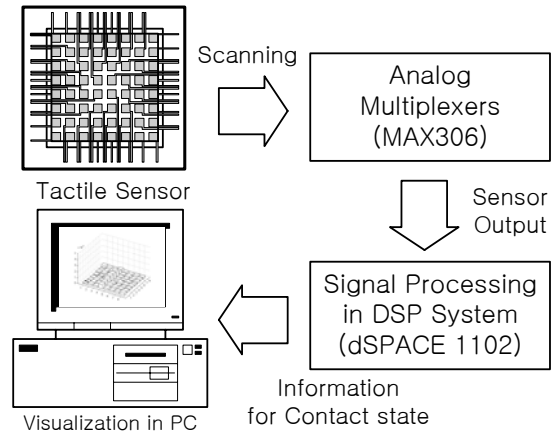 Scanning
Analog
Multiplexers
(MAX306)
Tactile Sensor
Sensor
Output
Signal Processing
in DSP System
(dSPACE 1102)
Information
for Contact state
Visualization in PC